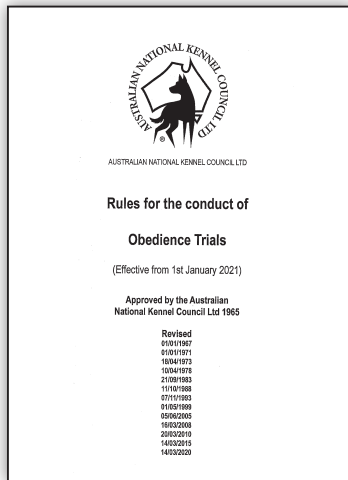 AUSTRALIAN NATIONAL KENNEL COUNCIL LTD
®
AUSTRALIAN NATIONAL KENNEL COUNCIL LTD
Rules for the conduct of
Obedience Trials
(Effective from 1st January 2021)
Approved by the Australian
National Kennel Council Ltd 1965
Revised
01/01/1967
01/01/1971
18/04/1973
10/04/1978
21/09/1983
11/10/1988
07/11/1993
01/05/1999
05/06/2005
16/03/2008
20/03/2010
14/03/2015
14/03/2020